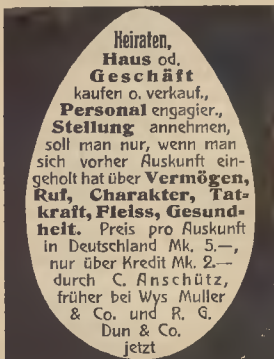 Heiraten,
Haus od.
Geschäft
kaufen o. verkauf.,
Personal engagier.,
Stellung annehmen,
soll man nur, wenn man
sich vorher Auskunft ein-
geholt hat über Vermögen,
Ruf, Charakter, Tat-
kraft, Fleiss, Gesund-
heit. Preis pro Auskunft
in Deutschland Mk. 5.—,
nur über Kredit Mk. 2.—
durch C. Anschütz,
früher bei Wys Muller
& Co. und R. G.
Dun & Co.
jetzt